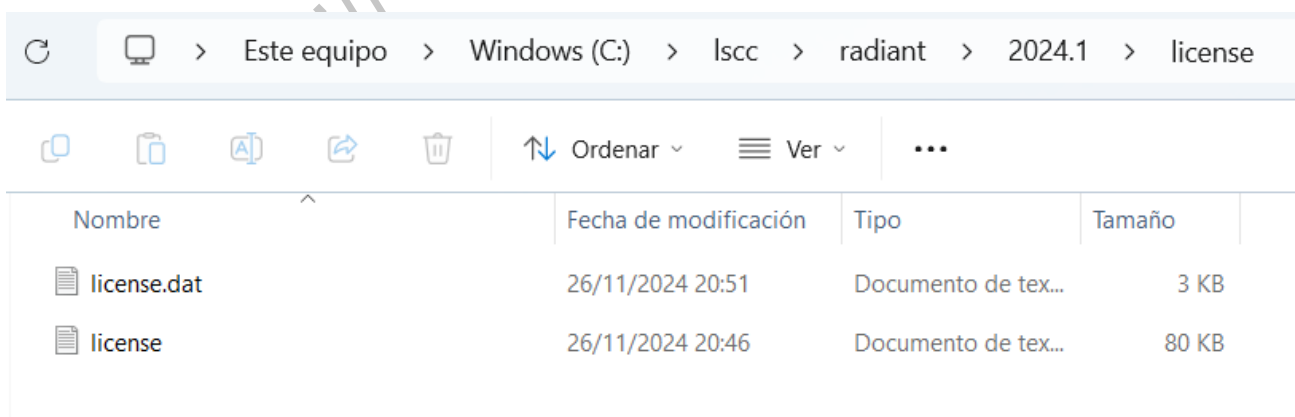 Este equipo > Windows (C:) > lscc > radiant > 2024.1 > license
Ordenar Ver
Nombre Fecha de modificación Tipo Tamaño
license.dat 26/11/2024 20:51 Documento de tex... 3 KB
license 26/11/2024 20:46 Documento de tex... 80 KB